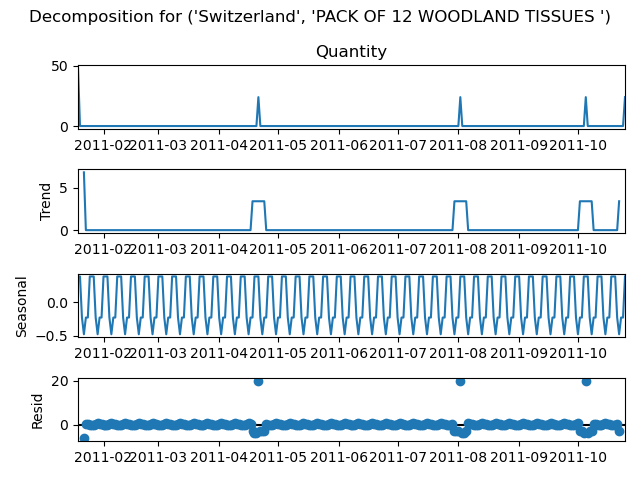 Decomposition for ('Switzerland', 'PACK OF 12 WOODLAND TISSUES ')
Quantity
50
0
2011-02 2011-03 2011-04 2011-05 2011-06 2011-07 2011-08 2011-09 2011-10
Trend
5
0
2011-02 2011-03 2011-04 2011-05 2011-06 2011-07 2011-08 2011-09 2011-10
Seasonal
0.0
−0.5
2011-02 2011-03 2011-04 2011-05 2011-06 2011-07 2011-08 2011-09 2011-10
Resid
20
0
2011-02 2011-03 2011-04 2011-05 2011-06 2011-07 2011-08 2011-09 2011-10